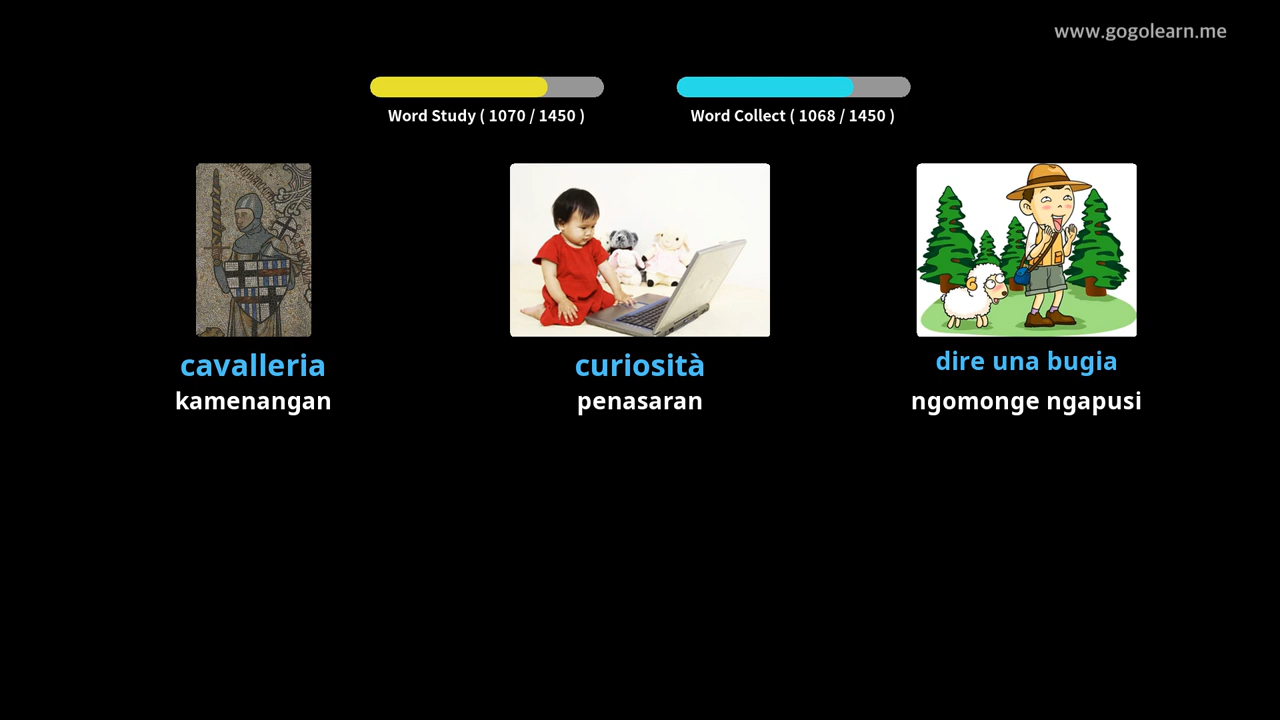 www.gogolearn.me
Word Study ( 1070 / 1450 )
Word Collect ( 1068 / 1450 )
cavalleria
kamenangan
curiosità
penasaran
dire una bugia
ngomonge ngapusi